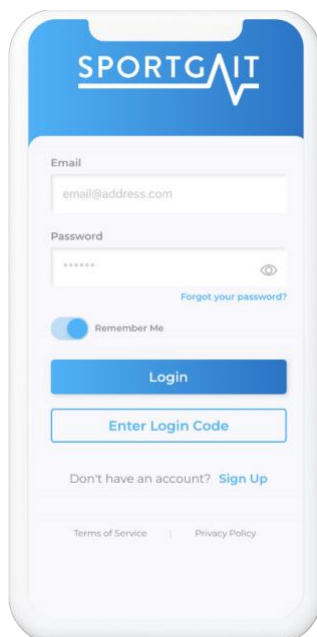 SPORTGAIT
Email
email@address.com
Password
******
Forgot your password?
Remember Me
Login
Enter Login Code
Don't have an account? Sign Up
Terms of Service | Privacy Policy